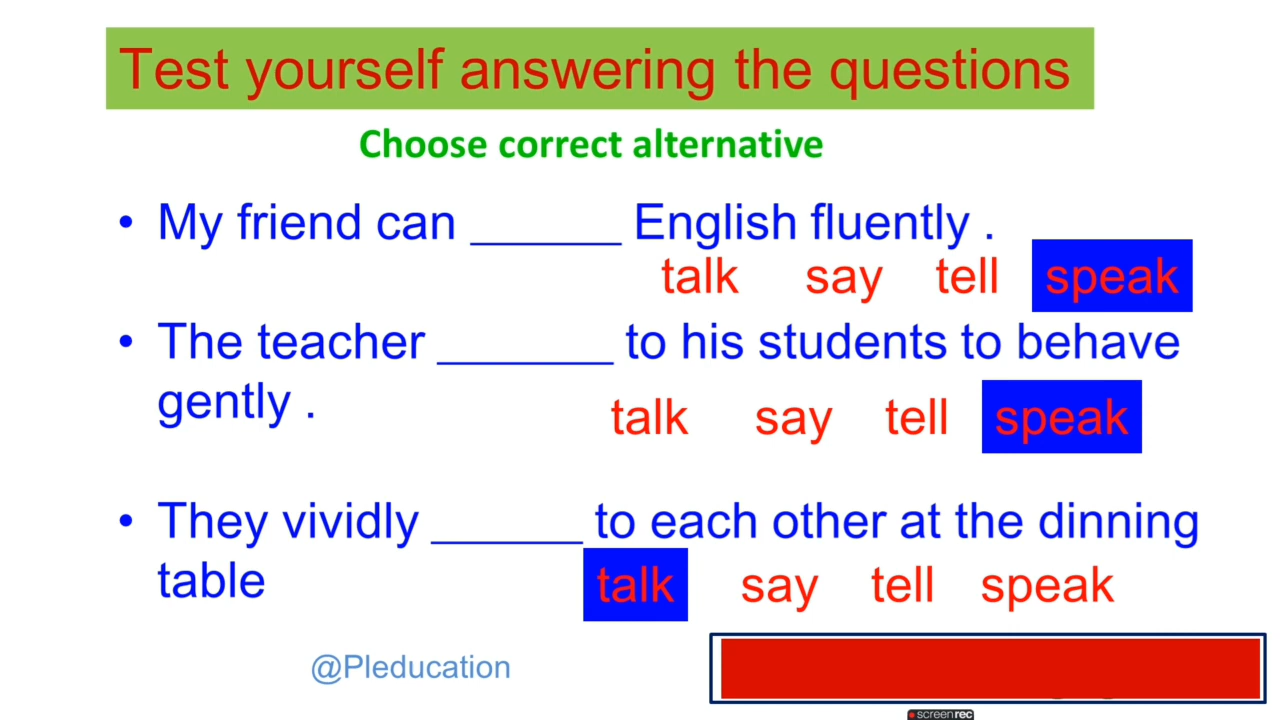 Test yourself answering the questions
Choose correct alternative
• My friend can ______ English fluently .
talk say tell speak
• The teacher _______ to his students to behave
gently .
talk say tell speak
• They vividly ______ to each other at the dinning
table
talk say tell speak
@Pleducation
screenrec